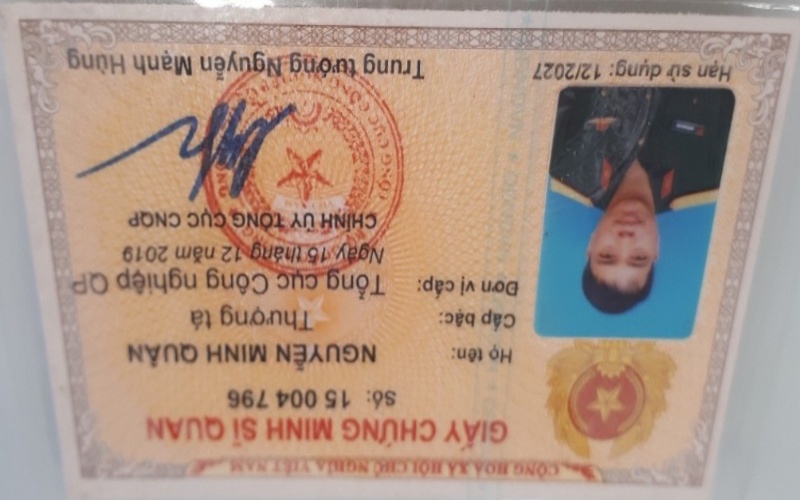 CỘNG HÒA XÃ HỘI CHỦ NGHĨA VIỆT NAM
GIẤY CHỨNG MINH SĨ QUAN
Số: 15 004 796
Họ tên: NGUYỄN MINH QUÂN
Cấp bậc: Thượng tá
Đơn vị cấp: Tổng cục Công nghiệp QP
Ngày 15 tháng 12 năm 2019
CHÍNH ỦY TỔNG CỤC CNQP
Hạn sử dụng: 12/2027
Trung tướng Nguyễn Mạnh Hùng